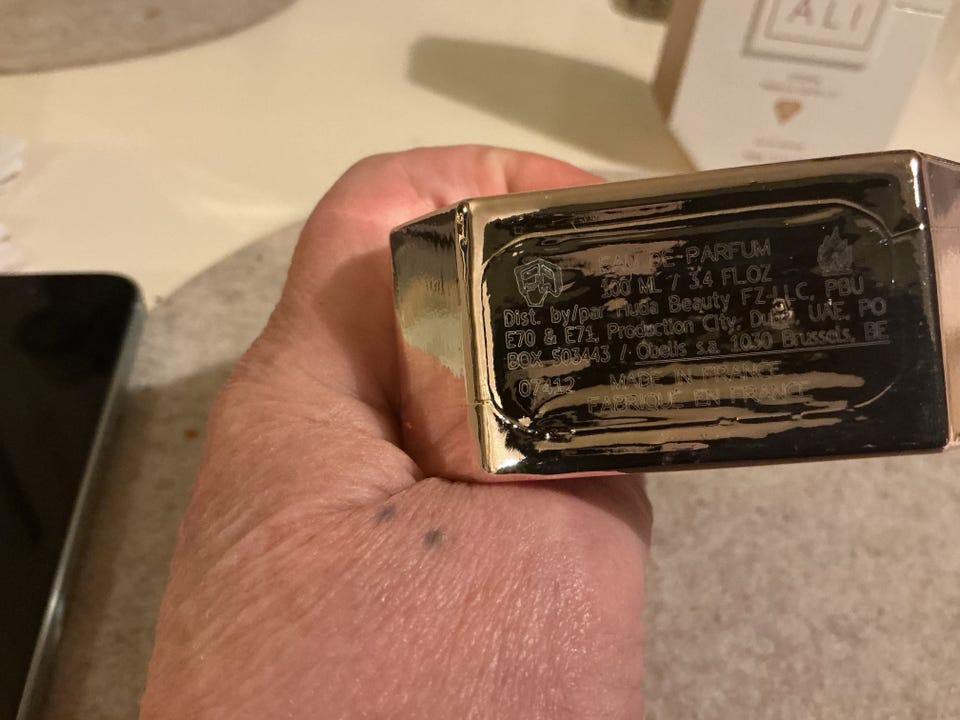 ALI
EAU DE PARFUM
100 ML / 3.4 FL.OZ
Dist. by/par Huda Beauty FZ-LLC, PBU
E70 & E71, Production City, Dubai, UAE, PO
BOX 503443 / Obelis s.a. 1030 Brussels, BE
07412 MADE IN FRANCE
FABRIQUÉ EN FRANCE